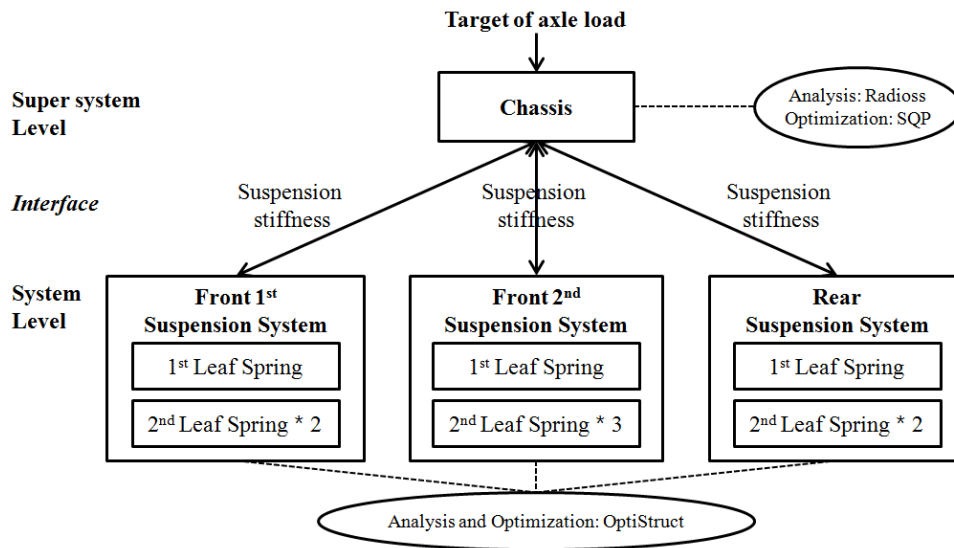 Target of axle load
Super system
Level
Chassis
Analysis: Radioss
Optimization: SQP
Interface
Suspension
stiffness
Suspension
stiffness
Suspension
stiffness
System
Level
Front 1st
Suspension System
1st Leaf Spring
2nd Leaf Spring * 2
Front 2nd
Suspension System
1st Leaf Spring
2nd Leaf Spring * 3
Rear
Suspension System
1st Leaf Spring
2nd Leaf Spring * 2
Analysis and Optimization: OptiStruct